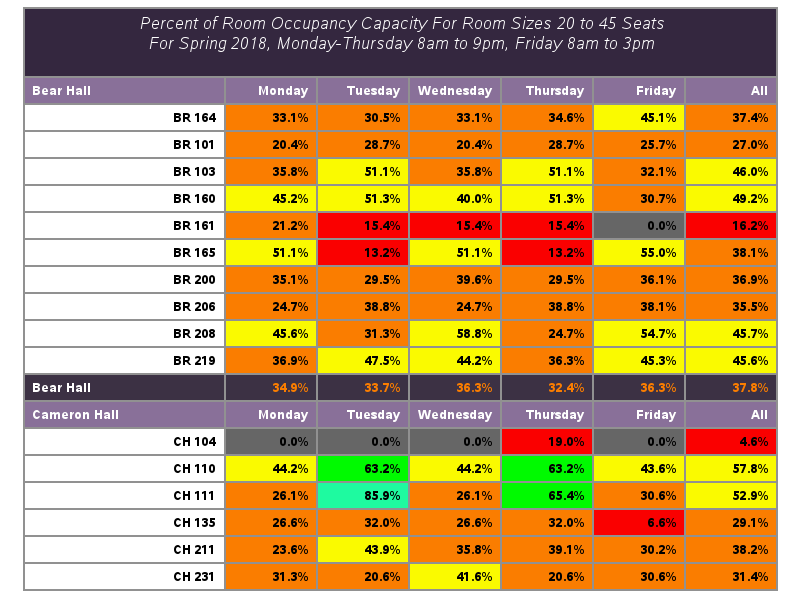 Percent of Room Occupancy Capacity For Room Sizes 20 to 45 Seats
For Spring 2018, Monday-Thursday 8am to 9pm, Friday 8am to 3pm
Bear Hall Monday Tuesday Wednesday Thursday Friday All
BR 164 33.1% 30.5% 33.1% 34.6% 45.1% 37.4%
BR 101 20.4% 28.7% 20.4% 28.7% 25.7% 27.0%
BR 103 35.8% 51.1% 35.8% 51.1% 32.1% 46.0%
BR 160 45.2% 51.3% 40.0% 51.3% 30.7% 49.2%
BR 161 21.2% 15.4% 15.4% 15.4% 0.0% 16.2%
BR 165 51.1% 13.2% 51.1% 13.2% 55.0% 38.1%
BR 200 35.1% 29.5% 39.6% 29.5% 36.1% 36.9%
BR 206 24.7% 38.8% 24.7% 38.8% 38.1% 35.5%
BR 208 45.6% 31.3% 58.8% 24.7% 54.7% 45.7%
BR 219 36.9% 47.5% 44.2% 36.3% 45.3% 45.6%
Bear Hall 34.9% 33.7% 36.3% 32.4% 36.3% 37.8%
Cameron Hall Monday Tuesday Wednesday Thursday Friday All
CH 104 0.0% 0.0% 0.0% 19.0% 0.0% 4.6%
CH 110 44.2% 63.2% 44.2% 63.2% 43.6% 57.8%
CH 111 26.1% 85.9% 26.1% 65.4% 30.6% 52.9%
CH 135 26.6% 32.0% 26.6% 32.0% 6.6% 29.1%
CH 211 23.6% 43.9% 35.8% 39.1% 30.2% 38.2%
CH 231 31.3% 20.6% 41.6% 20.6% 30.6% 31.4%